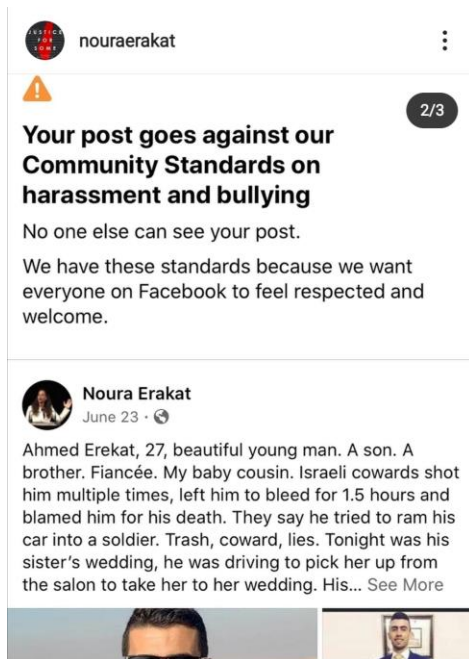 JUSTICE
FOR
SOME
nouraerakat
2/3
Your post goes against our
Community Standards on
harassment and bullying
No one else can see your post.
We have these standards because we want
everyone on Facebook to feel respected and
welcome.
Noura Erakat
June 23 ·
Ahmed Erekat, 27, beautiful young man. A son. A
brother. Fiancée. My baby cousin. Israeli cowards shot
him multiple times, left him to bleed for 1.5 hours and
blamed him for his death. They say he tried to ram his
car into a soldier. Trash, coward, lies. Tonight was his
sister’s wedding, he was driving to pick her up from
the salon to take her to her wedding. His... See More